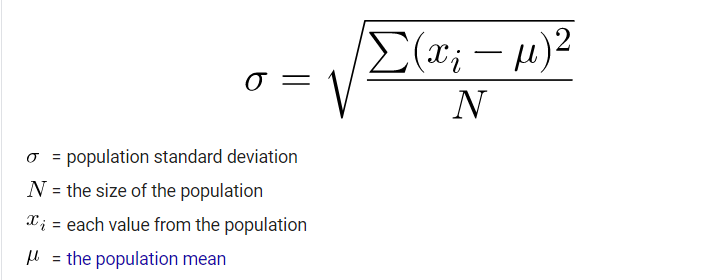 σ = √(∑(xᵢ − μ)² / N)
σ = population standard deviation
N = the size of the population
xᵢ = each value from the population
μ = the population mean